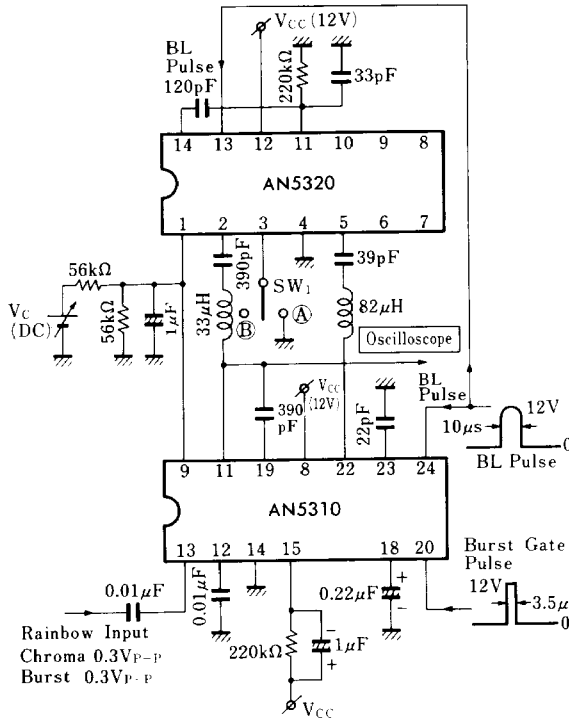 VCC (12V)
BL
Pulse
120pF
220kΩ
33pF
14 13 12 11 10 9 8
AN5320
1 2 3 4 5 6 7
390pF
39pF
56kΩ
SW1
VC
(DC)
56kΩ
1μF
33μH
B
A
82μH
Oscilloscope
VCC
(12V)
BL
Pulse
390
pF
22pF
12V
10μs
0
BL Pulse
9 11 19 8 22 23 24
AN5310
13 12 14 15 18 20
Burst Gate
Pulse
0.01μF
0.01μF
0.22μF
+
-
12V
3.5μ
0
Rainbow Input
Chroma 0.3VP-P
Burst 0.3VP-P
220kΩ
-
1μF
+
VCC